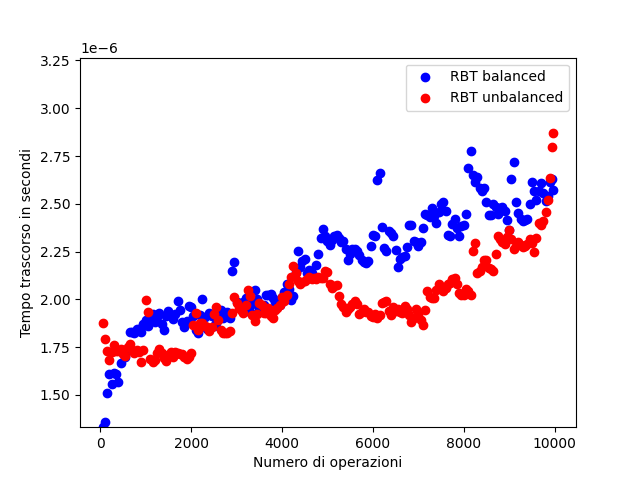 1e−6
3.25
3.00
2.75
2.50
2.25
2.00
1.75
1.50
Tempo trascorso in secondi
RBT balanced
RBT unbalanced
0 2000 4000 6000 8000 10000
Numero di operazioni